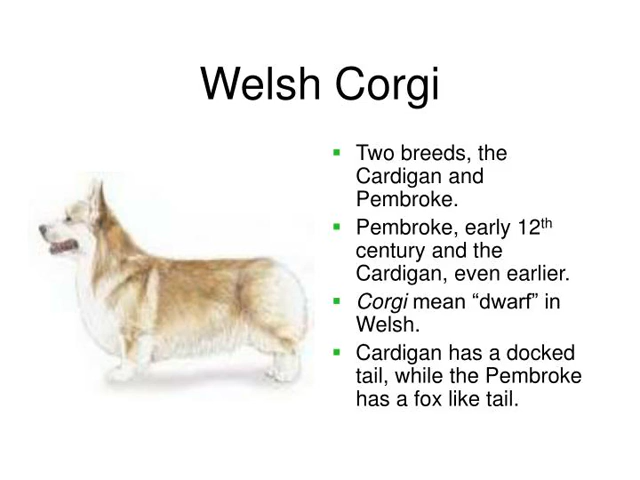 Welsh Corgi
Two breeds, the
Cardigan and
Pembroke.
Pembroke, early 12th
century and the
Cardigan, even earlier.
Corgi mean “dwarf” in
Welsh.
Cardigan has a docked
tail, while the Pembroke
has a fox like tail.